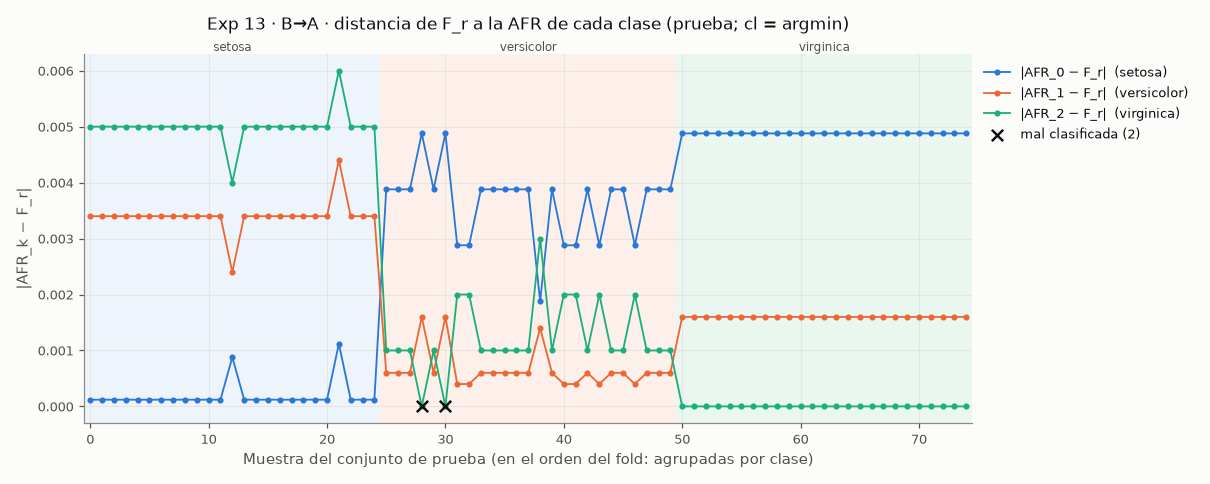 Exp 13 · B→A · distancia de F_r a la AFR de cada clase (prueba; cl = argmin)
setosa versicolor virginica
|AFR_0 − F_r| (setosa)
|AFR_1 − F_r| (versicolor)
|AFR_2 − F_r| (virginica)
mal clasificada (2)
|AFR_k − F_r|
0.006
0.005
0.004
0.003
0.002
0.001
0.000
0 10 20 30 40 50 60 70
Muestra del conjunto de prueba (en el orden del fold: agrupadas por clase)